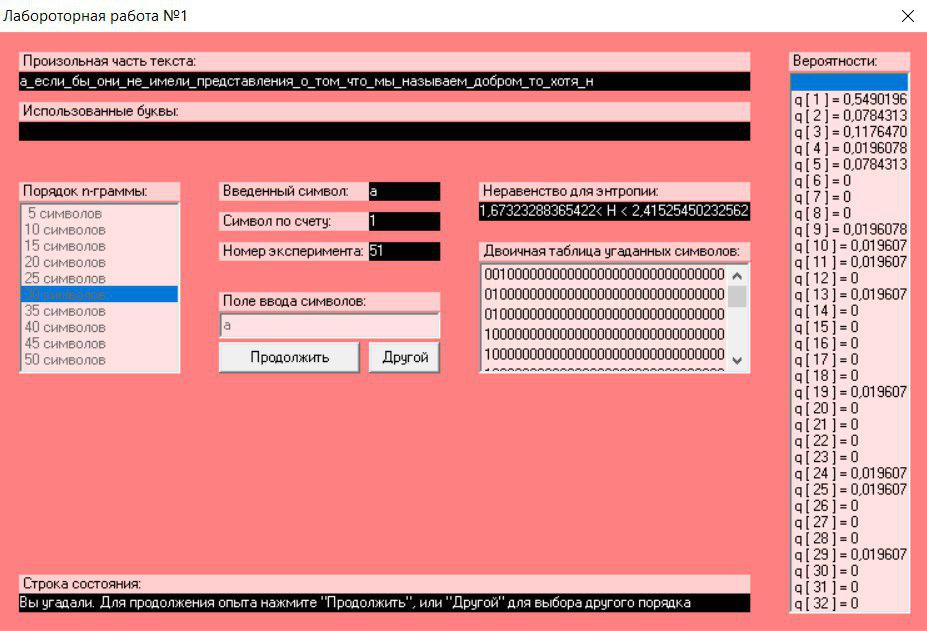 Лабороторная работа №1
Произольная часть текста:
а_если_бы_они_не_имели_представления_о_том_что_мы_называем_добром_то_хотя_н
Использованные буквы:
Порядок n-граммы:
5 символов
10 символов
15 символов
20 символов
25 символов
35 символов
40 символов
45 символов
50 символов
Введенный символ: а
Символ по счету: 1
Номер эксперимента: 51
Поле ввода символов:
а
Продолжить
Другой
Неравенство для энтропии:
1,67323288365422< H < 2,41525450232562
Двоичная таблица угаданных символов:
00100000000000000000000000000000
01000000000000000000000000000000
01000000000000000000000000000000
10000000000000000000000000000000
10000000000000000000000000000000
Вероятности:
q [ 1 ] = 0,5490196
q [ 2 ] = 0,0784313
q [ 3 ] = 0,1176470
q [ 4 ] = 0,0196078
q [ 5 ] = 0,0784313
q [ 6 ] = 0
q [ 7 ] = 0
q [ 8 ] = 0
q [ 9 ] = 0,0196078
q [ 10 ] = 0,019607
q [ 11 ] = 0,019607
q [ 12 ] = 0
q [ 13 ] = 0,019607
q [ 14 ] = 0
q [ 15 ] = 0
q [ 16 ] = 0
q [ 17 ] = 0
q [ 18 ] = 0
q [ 19 ] = 0,019607
q [ 20 ] = 0
q [ 21 ] = 0
q [ 22 ] = 0
q [ 23 ] = 0
q [ 24 ] = 0,019607
q [ 25 ] = 0,019607
q [ 26 ] = 0
q [ 27 ] = 0
q [ 28 ] = 0
q [ 29 ] = 0,019607
q [ 30 ] = 0
q [ 31 ] = 0
q [ 32 ] = 0
Строка состояния:
Вы угадали. Для продолжения опыта нажмите "Продолжить", или "Другой" для выбора другого порядка